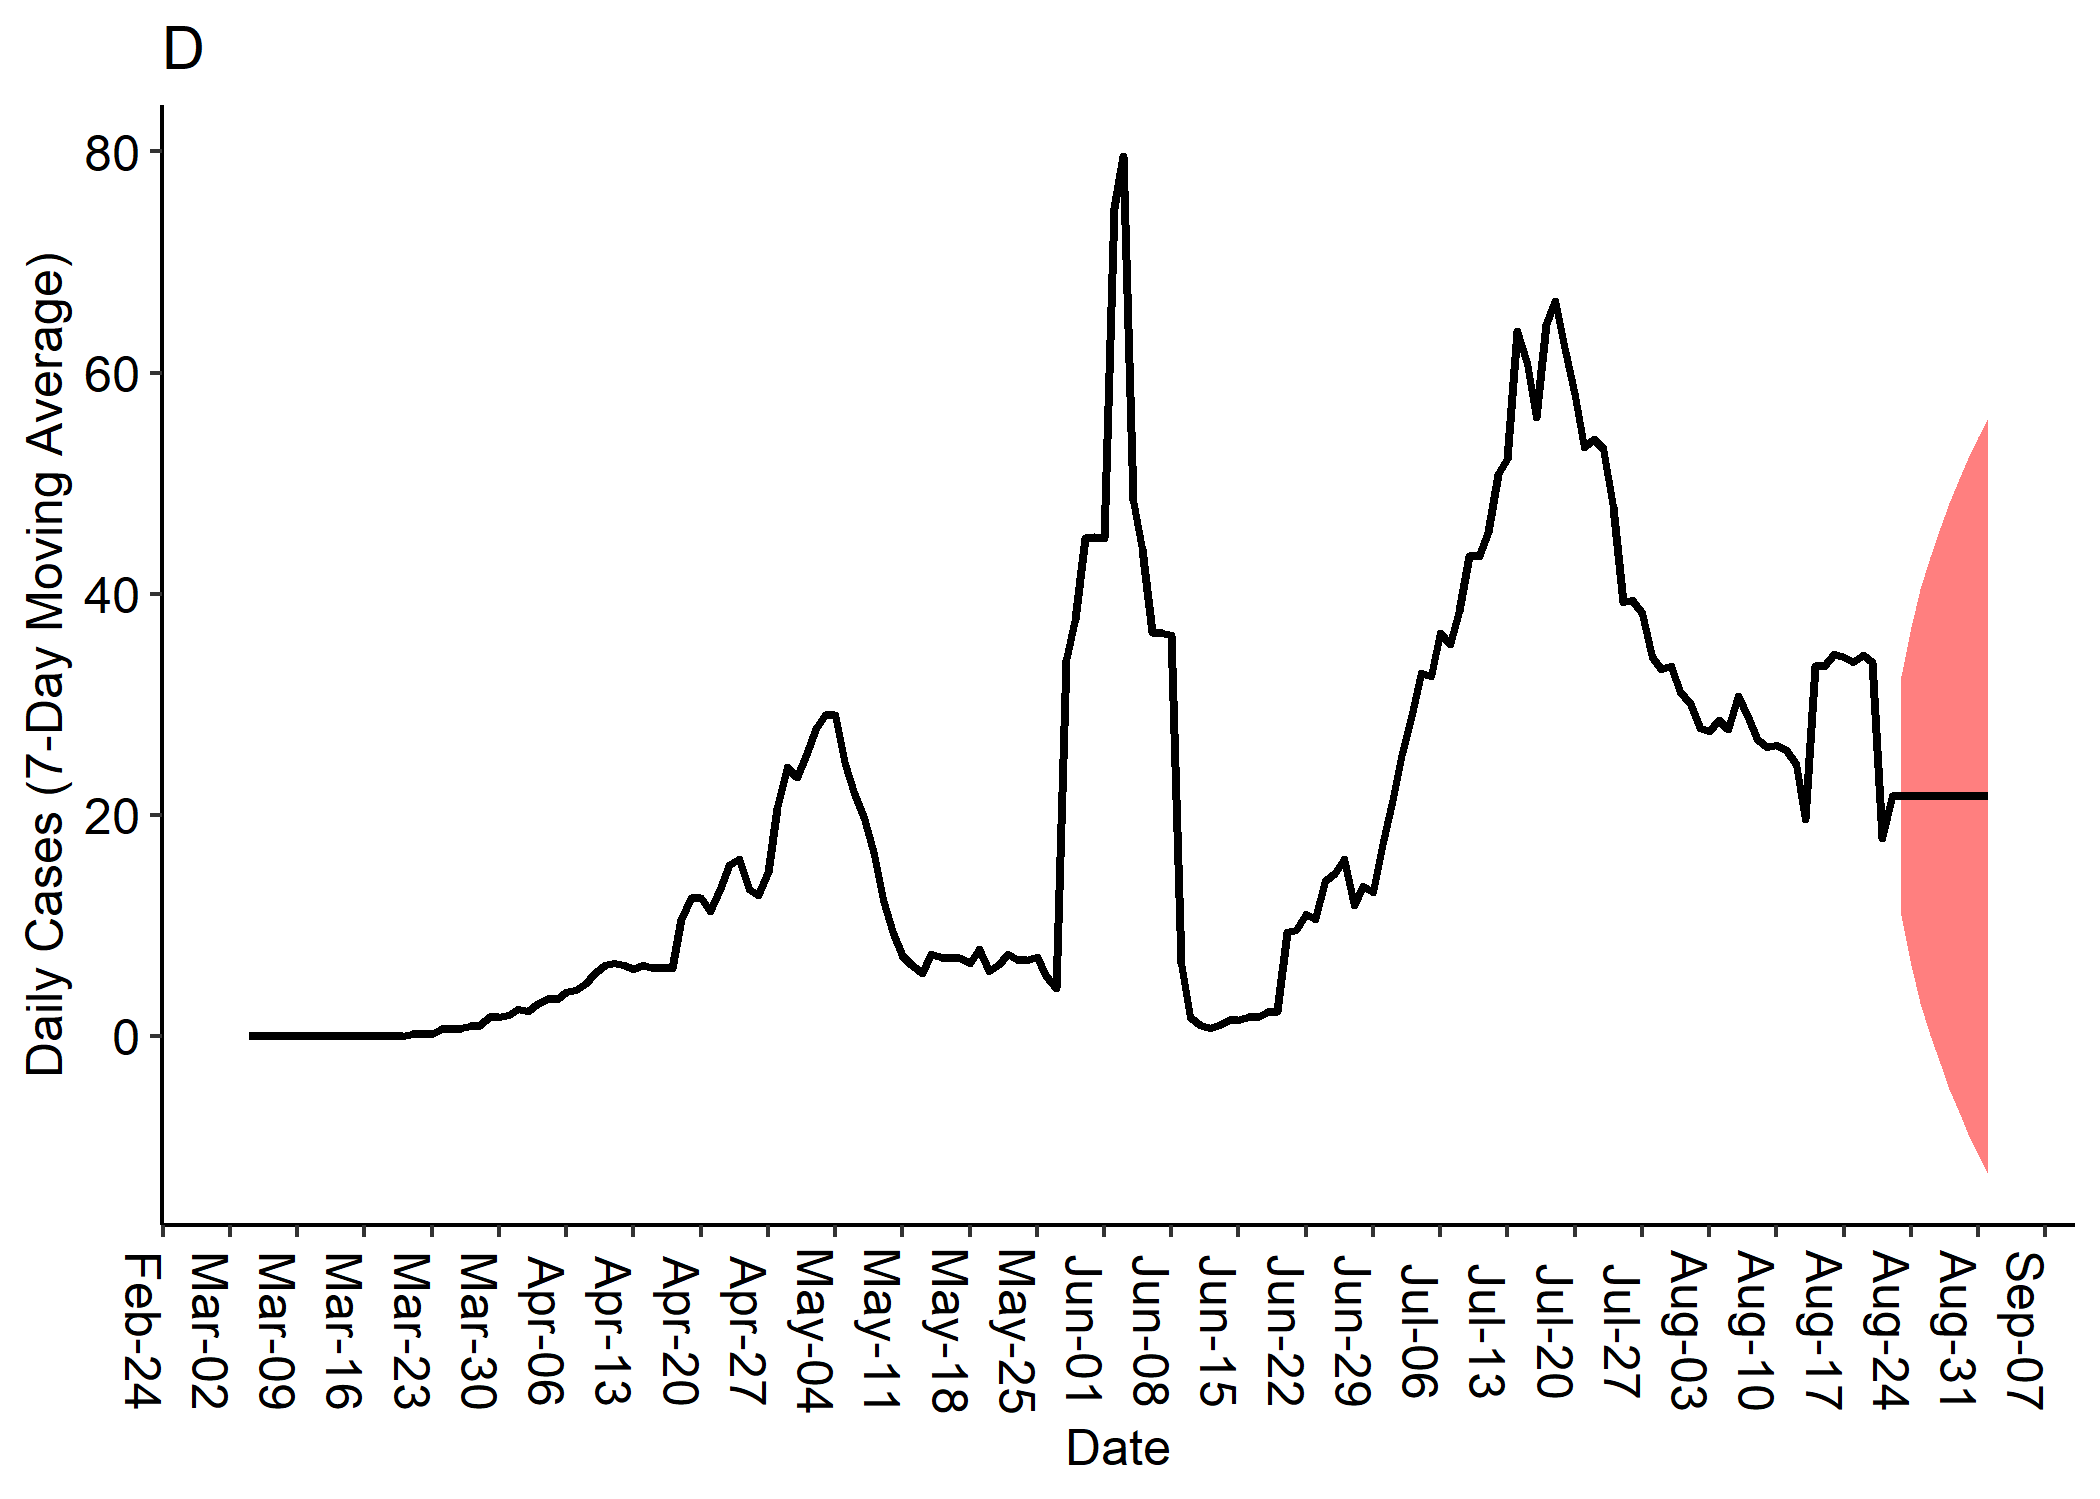 D
Daily Cases (7-Day Moving Average)
80
60
40
20
0
Feb-24
Mar-02
Mar-09
Mar-16
Mar-23
Mar-30
Apr-06
Apr-13
Apr-20
Apr-27
May-04
May-11
May-18
May-25
Jun-01
Jun-08
Jun-15
Jun-22
Jun-29
Jul-06
Jul-13
Jul-20
Jul-27
Aug-03
Aug-10
Aug-17
Aug-24
Aug-31
Sep-07
Date